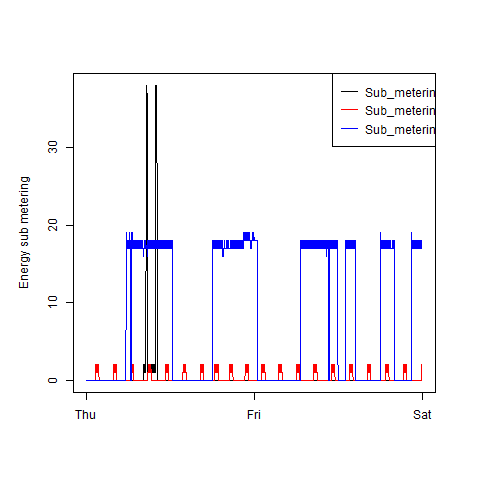 Sub_meterin
Sub_meterin
Sub_meterin
Energy sub metering
30
20
10
0
Thu Fri Sat